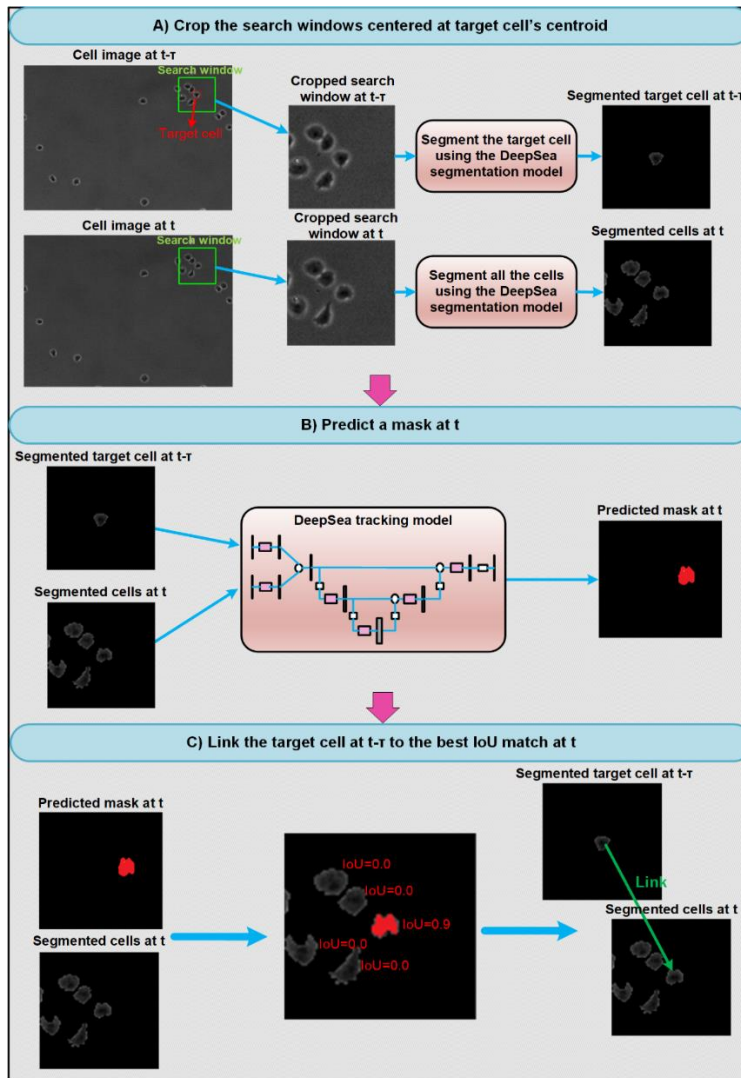 A) Crop the search windows centered at target cell's centroid
Cell image at t-τ
Search window
Target cell
Cropped search
window at t-τ
Segment the target cell
using the DeepSea
segmentation model
Segmented target cell at t-τ
Cell image at t
Search window
Cropped search
window at t
Segment all the cells
using the DeepSea
segmentation model
Segmented cells at t
B) Predict a mask at t
Segmented target cell at t-τ
Segmented cells at t
DeepSea tracking model
Predicted mask at t
C) Link the target cell at t-τ to the best IoU match at t
Predicted mask at t
Segmented cells at t
IoU=0.0
IoU=0.0
IoU=0.9
IoU=0.0
IoU=0.0
Segmented target cell at t-τ
Link
Segmented cells at t